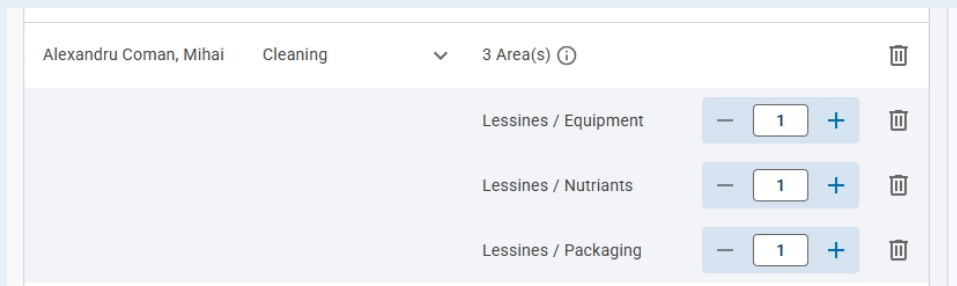 Alexandru Coman, Mihai Cleaning 3 Area(s)
Lessines / Equipment 1
Lessines / Nutriants 1
Lessines / Packaging 1